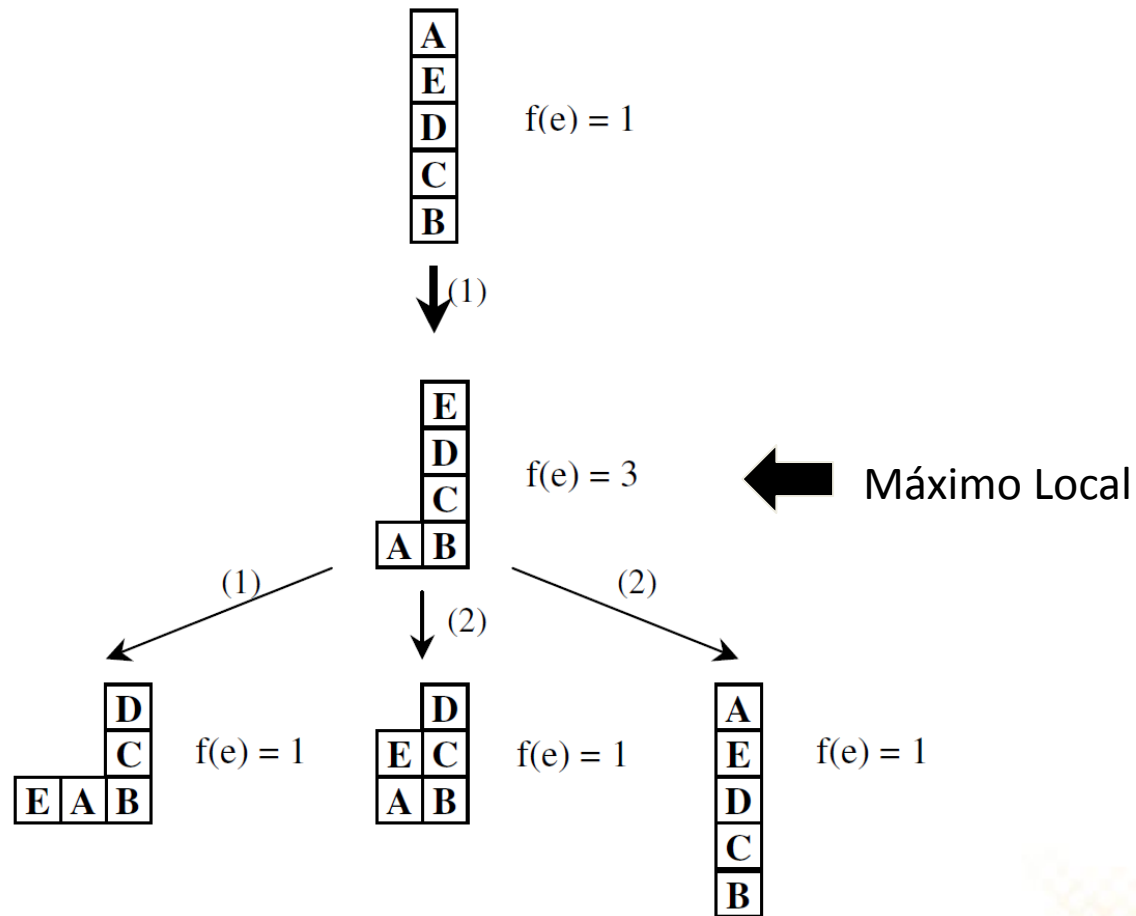 A
E
D
C
B
f(e) = 1
(1)
E
D
C
A B
f(e) = 3
Máximo Local
(1)
(2)
(2)
D
C
E A B
f(e) = 1
D
E C
A B
f(e) = 1
A
E
D
C
B
f(e) = 1